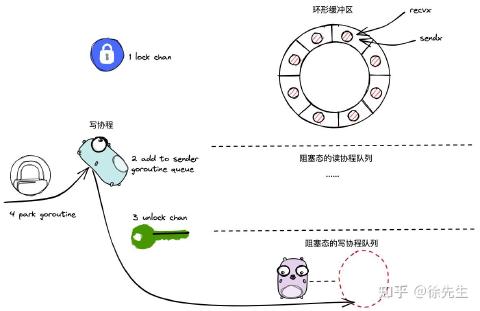 环形缓冲区
recvx
sendx
1 lock chan
写协程
2 add to sender
goroutine queue
阻塞态的读协程队列
......
4 park goroutine
3 unlock chan
阻塞态的写协程队列
知乎 @徐先生